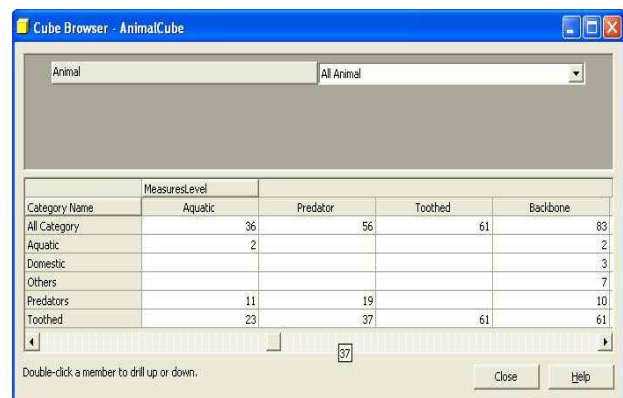 Cube Browser - AnimalCube
Animal All Animal
MeasuresLevel
Category Name Aquatic Predator Toothed Backbone
All Category 36 56 61 83
Aquatic 2 2
Domestic 3
Others 7
Predators 11 19 10
Toothed 23 37 61 61
37
Double-click a member to drill up or down. Close Help